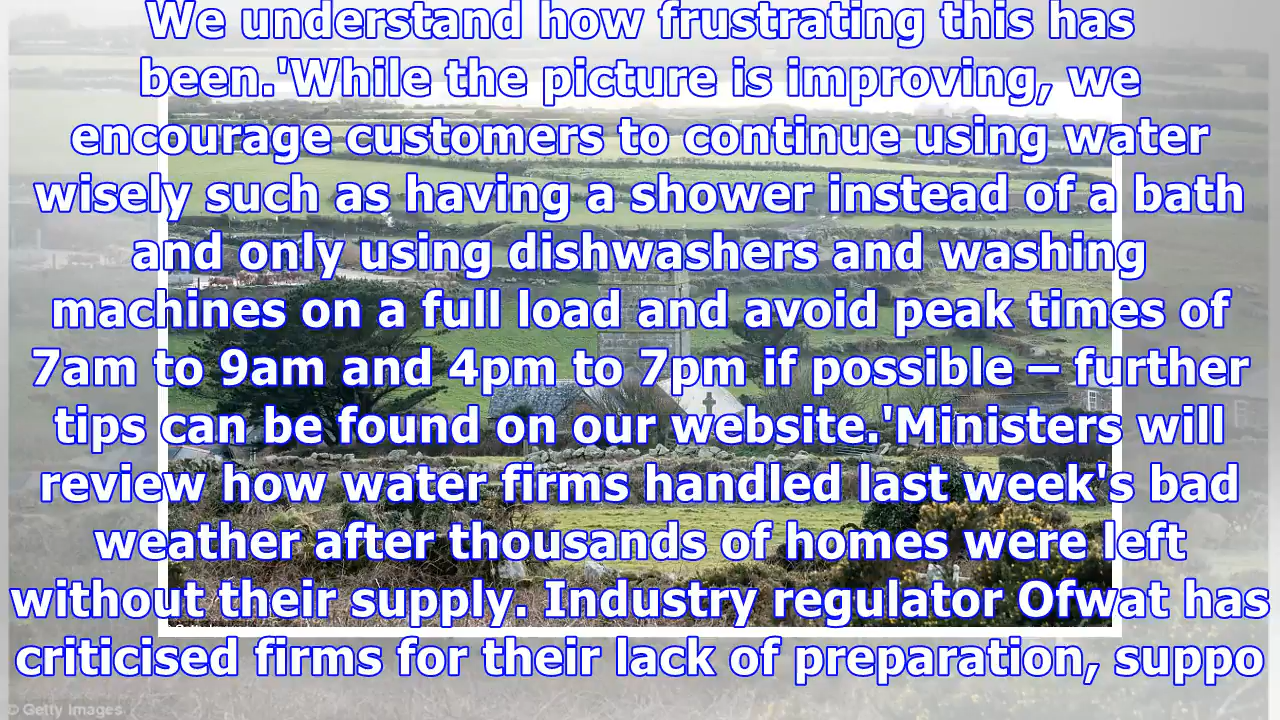 We understand how frustrating this has
been.'While the picture is improving, we
encourage customers to continue using water
wisely such as having a shower instead of a bath
and only using dishwashers and washing
machines on a full load and avoid peak times of
7am to 9am and 4pm to 7pm if possible – further
tips can be found on our website.'Ministers will
review how water firms handled last week's bad
weather after thousands of homes were left
without their supply. Industry regulator Ofwat has
criticised firms for their lack of preparation, suppo
© Getty Images